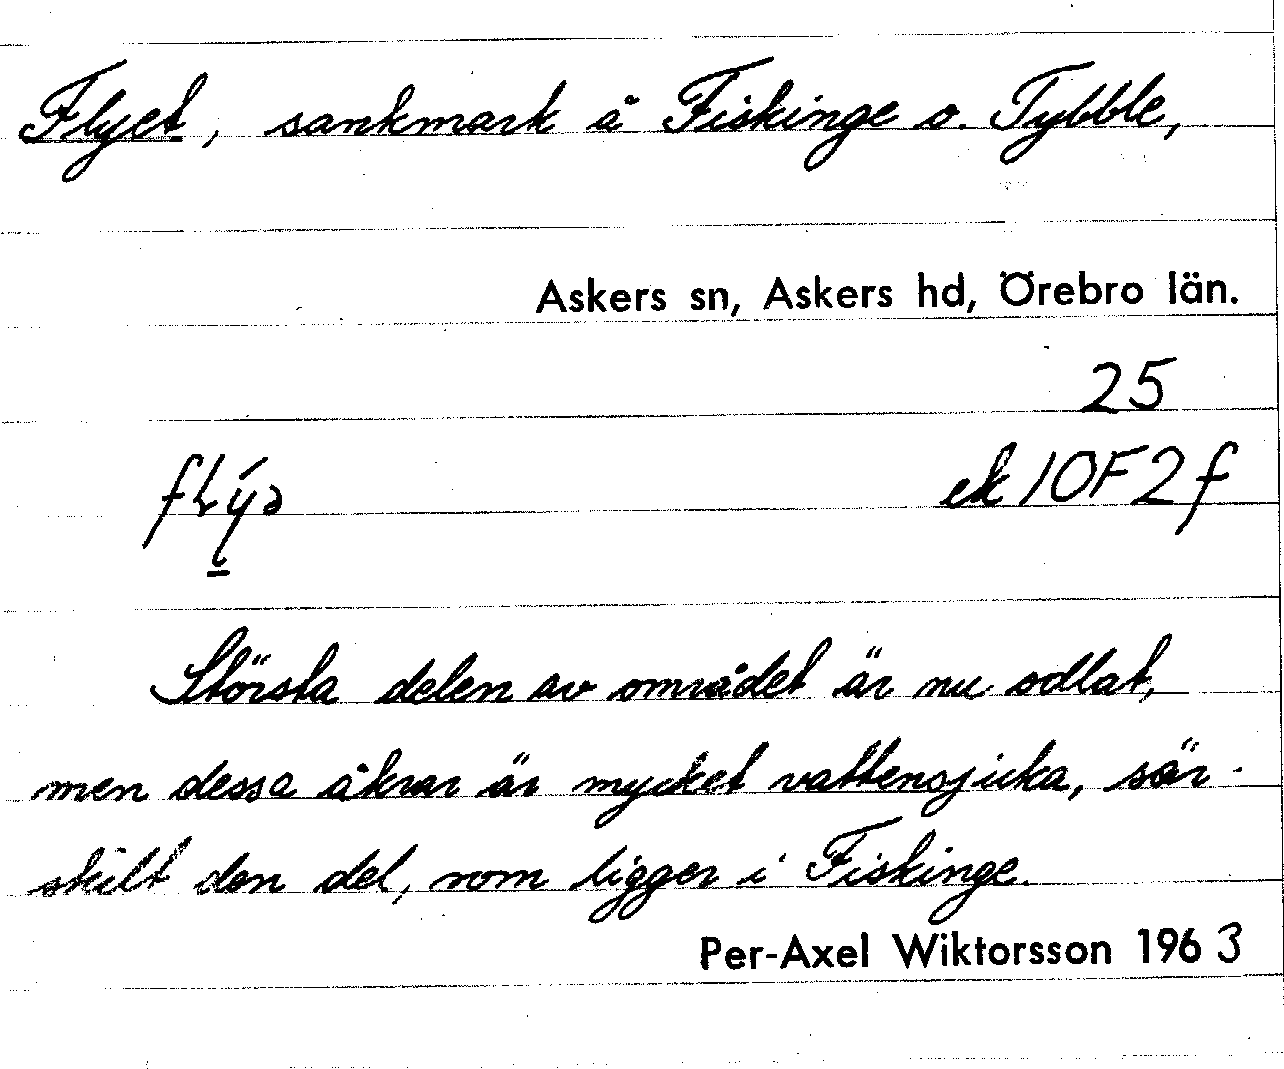 Flyet, sankmark å Fiskinge o. Tybble,
Askers sn, Askers hd, Örebro län.
25
ek 10F2f
Största delen av området är nu odlat,
men dessa åkrar är mycket vattensjuka, sär-
skilt den del, som ligger i Fiskinge.
Per-Axel Wiktorsson 1963